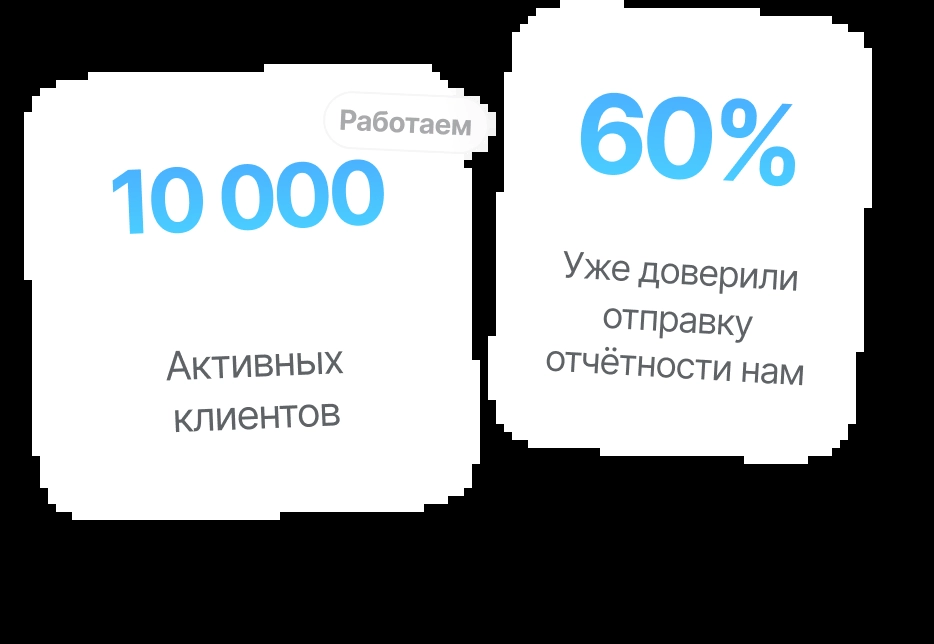 Работаем
10 000
Активных
клиентов
60%
Уже доверили
отправку
отчётности нам